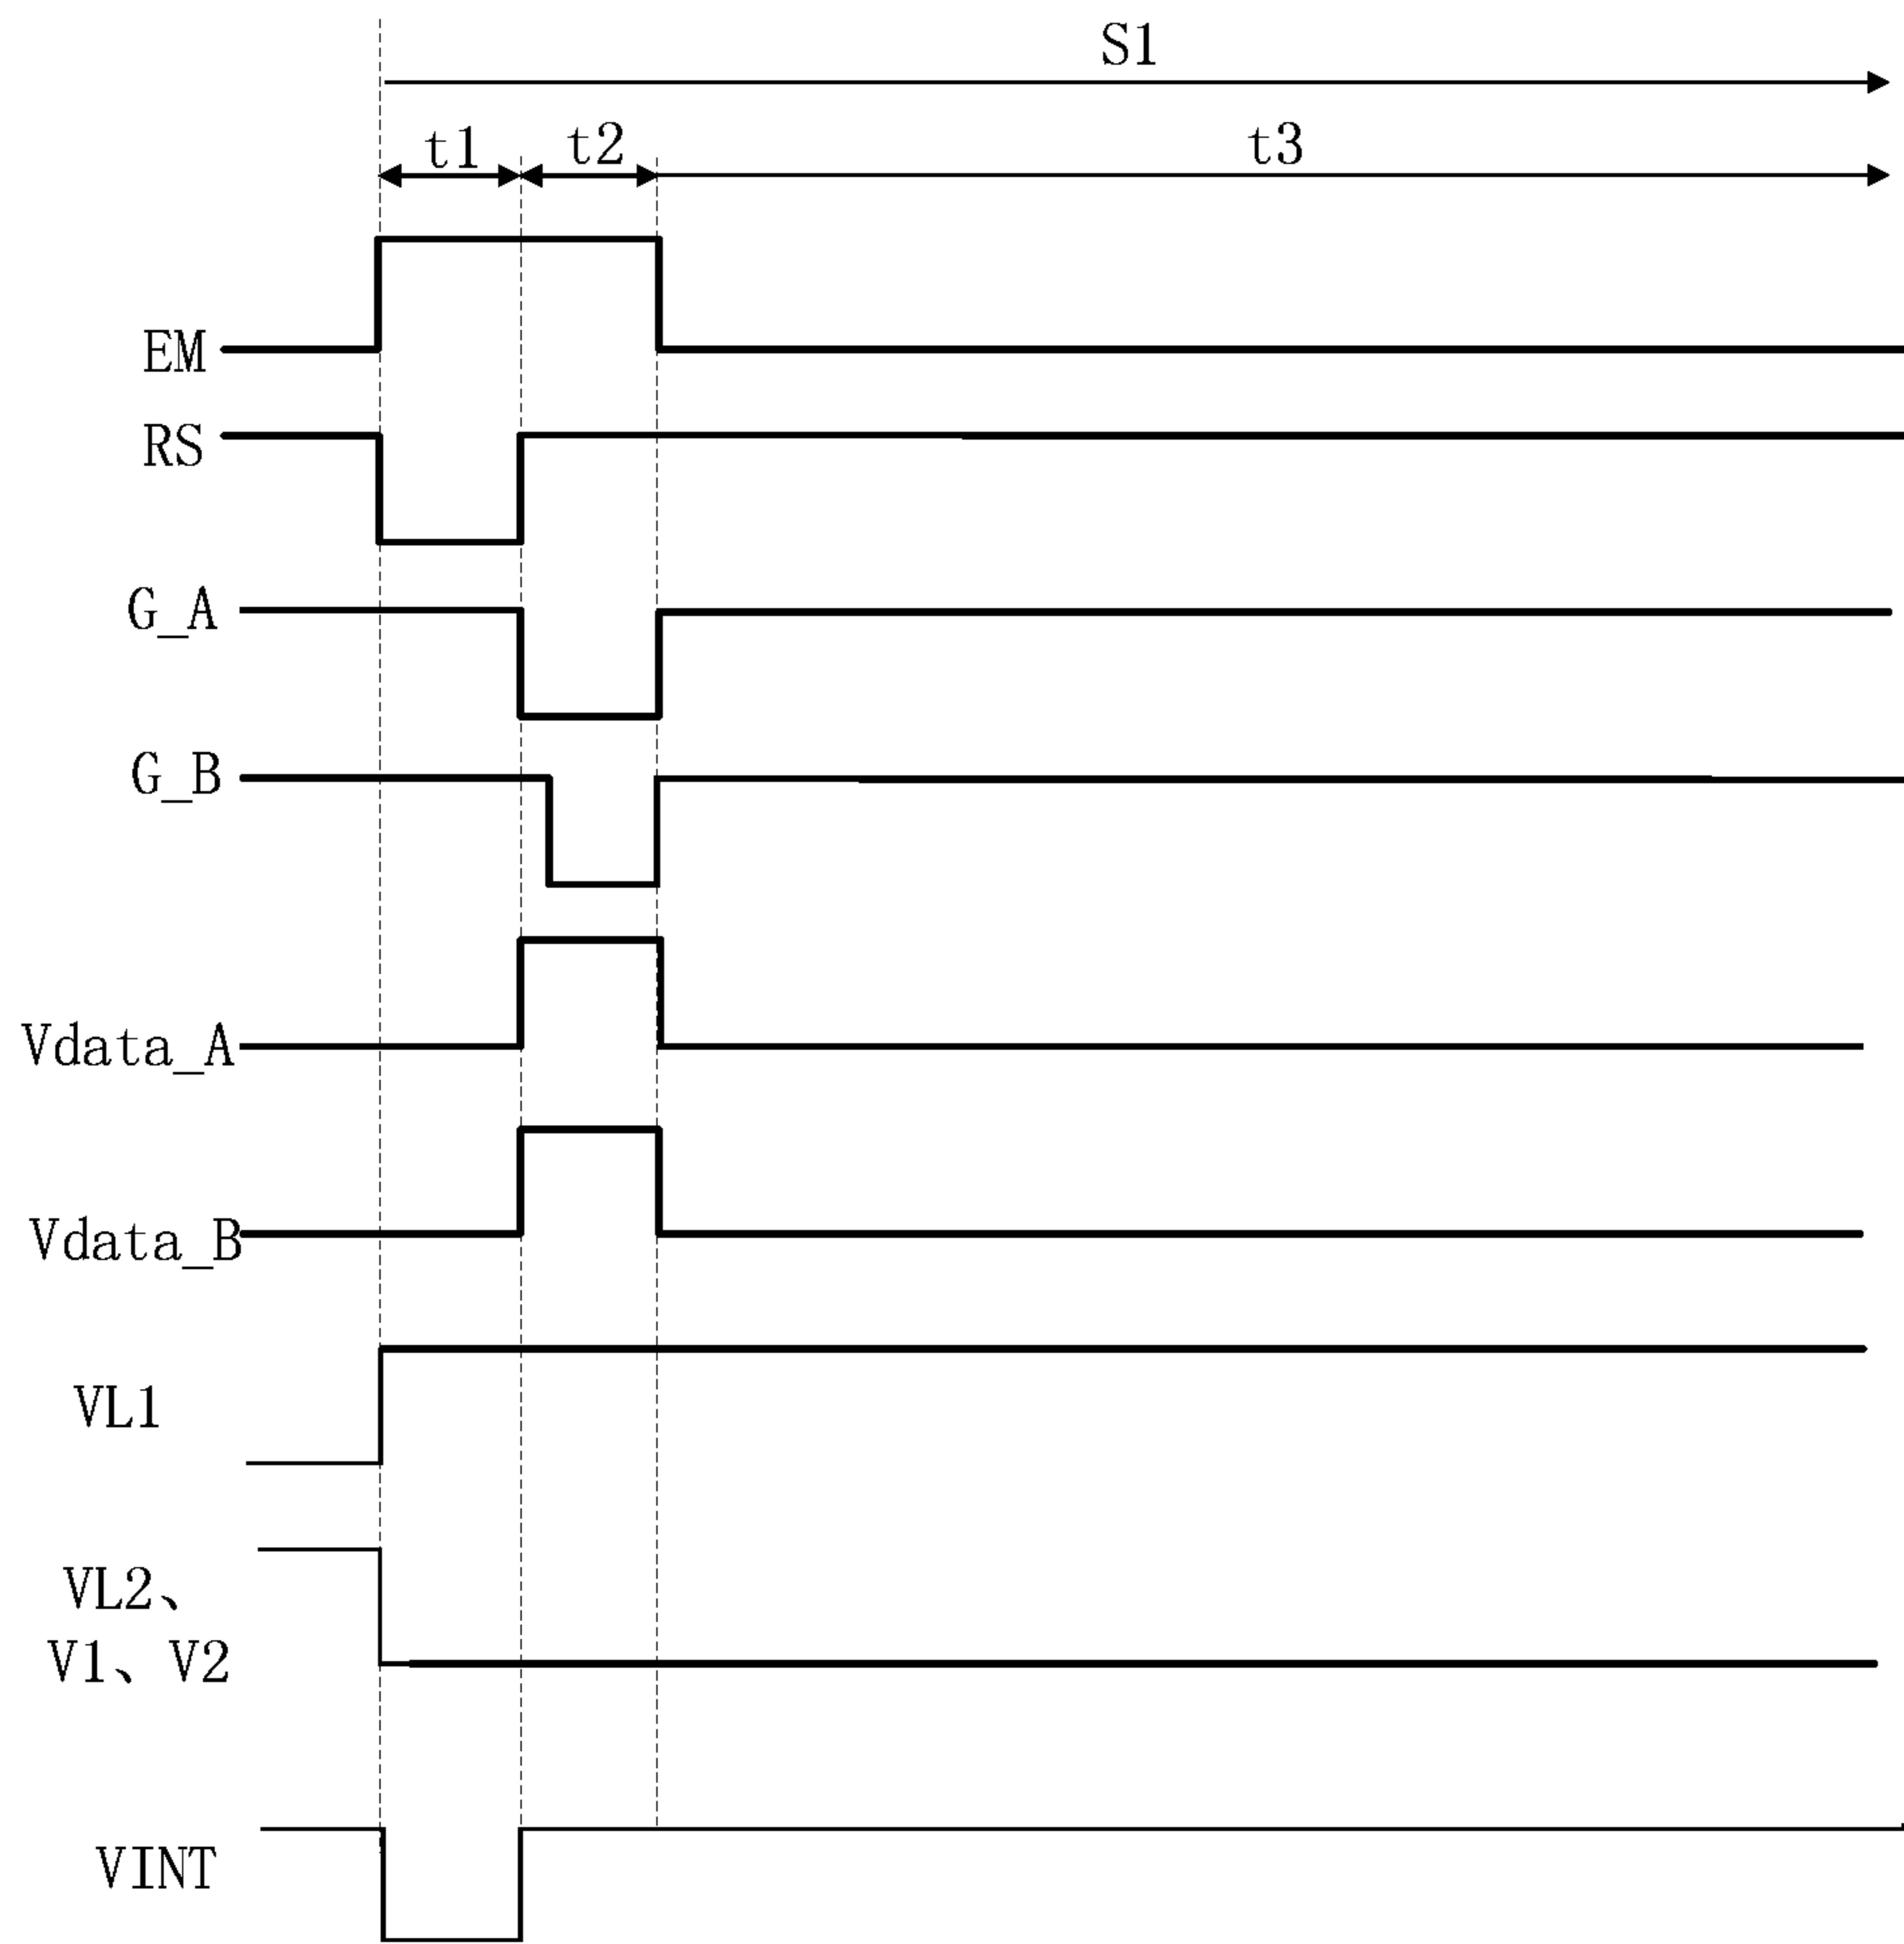 S1
t1 t2 t3
EM
RS
G_A
G_B
Vdata_A
Vdata_B
VL1
VL2、
V1、V2
VINT